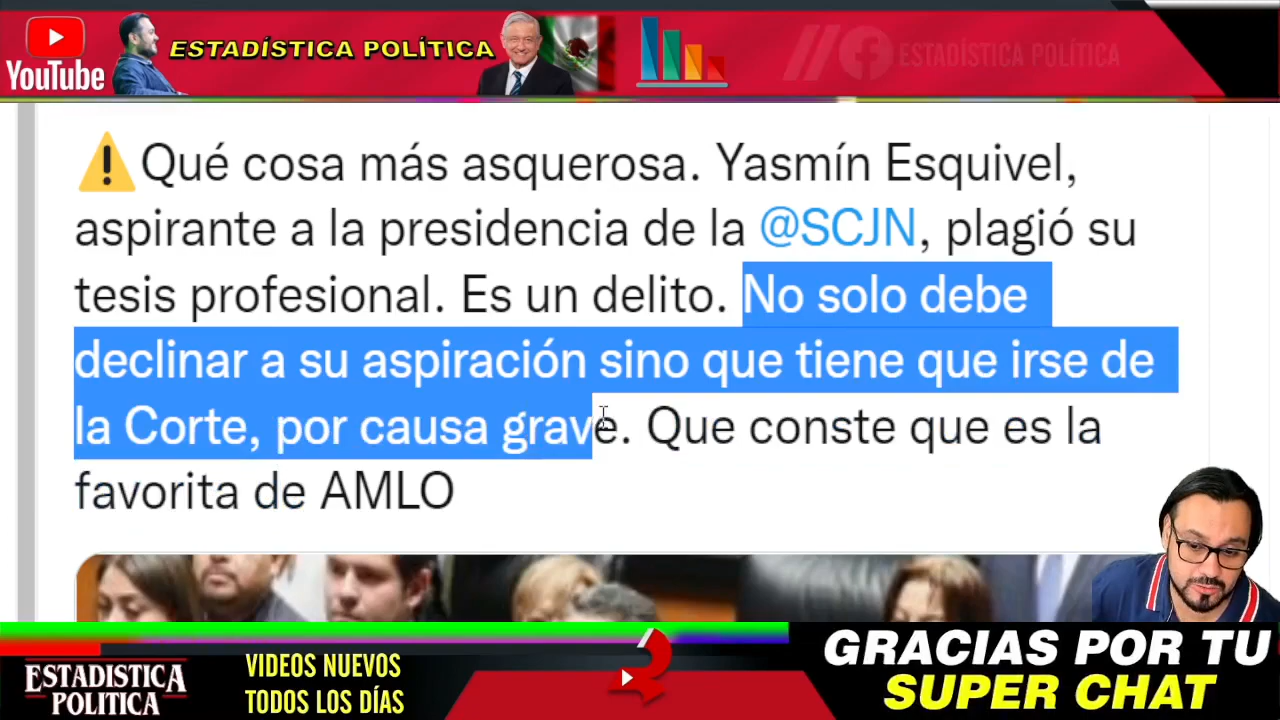 YouTube
ESTADÍSTICA POLÍTICA
ESTADÍSTICA POLÍTICA
⚠️Qué cosa más asquerosa. Yasmín Esquivel,
aspirante a la presidencia de la @SCJN, plagió su
tesis profesional. Es un delito. No solo debe
declinar a su aspiración sino que tiene que irse de
la Corte, por causa grave. Que conste que es la
favorita de AMLO
ESTADISTICA
POLÍTICA
VIDEOS NUEVOS
TODOS LOS DÍAS
GRACIAS POR TU
SUPER CHAT